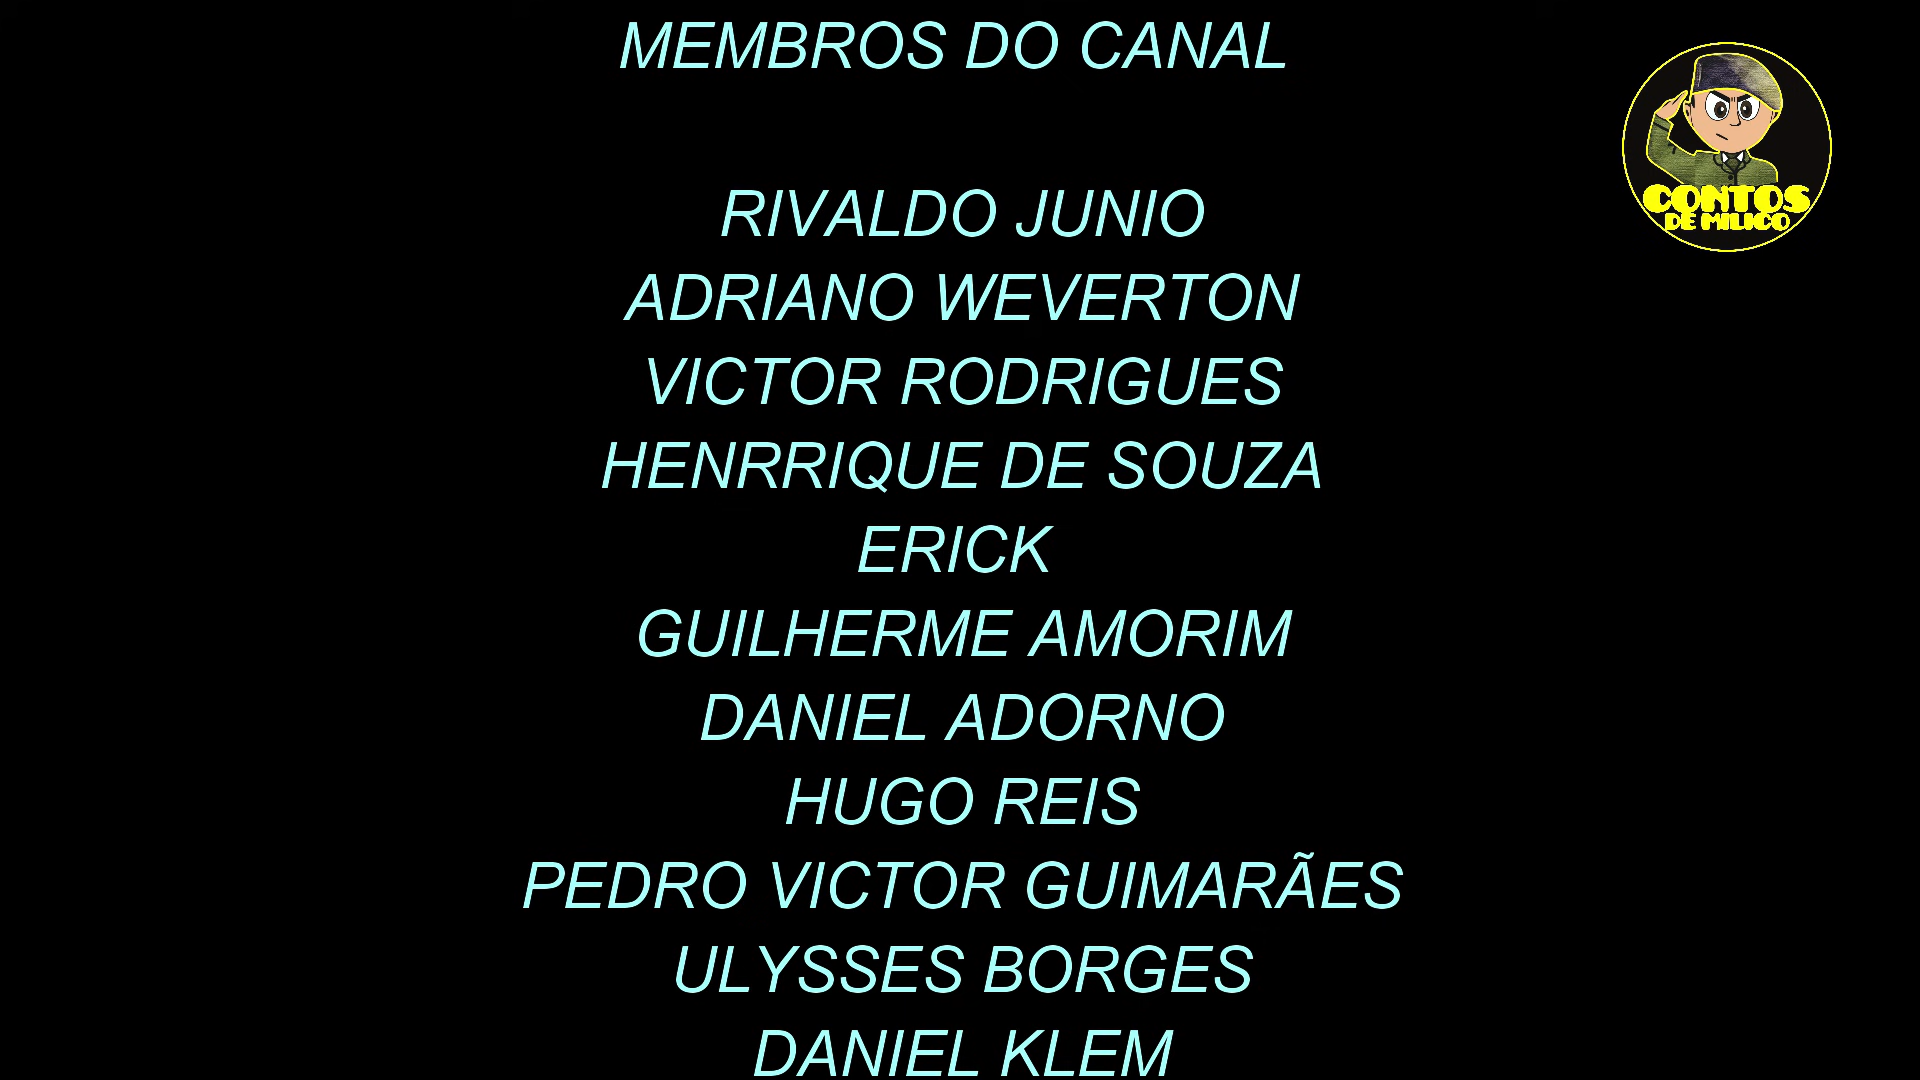 MEMBROS DO CANAL
CONTOS
DE MILICO
RIVALDO JUNIO
ADRIANO WEVERTON
VICTOR RODRIGUES
HENRRIQUE DE SOUZA
ERICK
GUILHERME AMORIM
DANIEL ADORNO
HUGO REIS
PEDRO VICTOR GUIMARÃES
ULYSSES BORGES
DANIEL KLEM